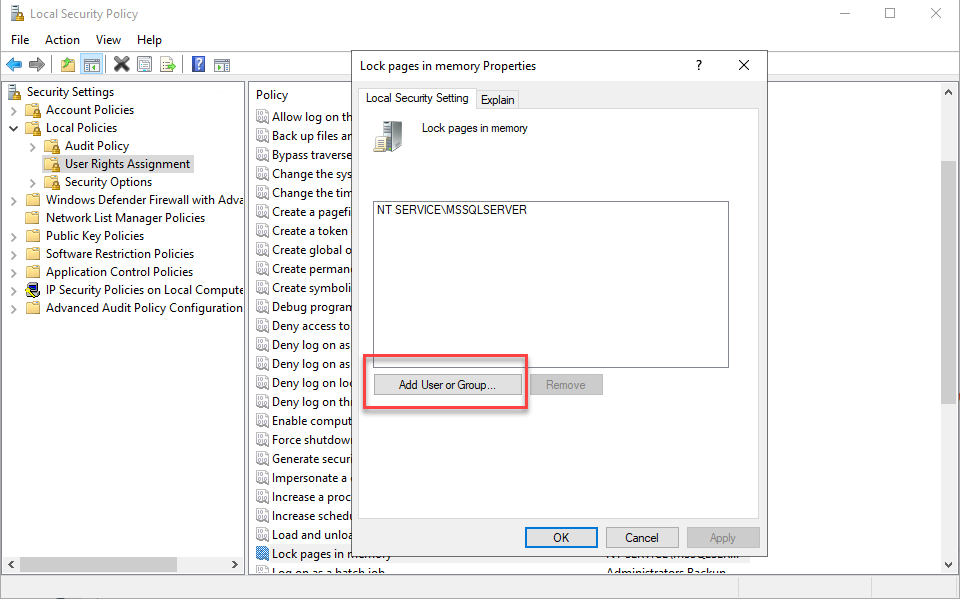 Local Security Policy
File Action View Help
Security Settings
Account Policies
Local Policies
Audit Policy
User Rights Assignment
Security Options
Windows Defender Firewall with Adva
Network List Manager Policies
Public Key Policies
Software Restriction Policies
Application Control Policies
IP Security Policies on Local Compute
Advanced Audit Policy Configuration
Policy
Allow log on th
Back up files an
Bypass traverse
Change the sys
Change the tim
Create a pagefi
Create a token
Create global o
Create perman
Create symboli
Debug program
Deny access to
Deny log on as
Deny log on as
Deny log on loc
Deny log on thr
Enable comput
Force shutdown
Generate securi
Impersonate a c
Increase a proc
Increase schedu
Load and unloa
Lock pages in memory
Log on as a batch job
Administrators Backup
Lock pages in memory Properties
?
Local Security Setting Explain
Lock pages in memory
NT SERVICE\MSSQLSERVER
Add User or Group... Remove
OK Cancel Apply